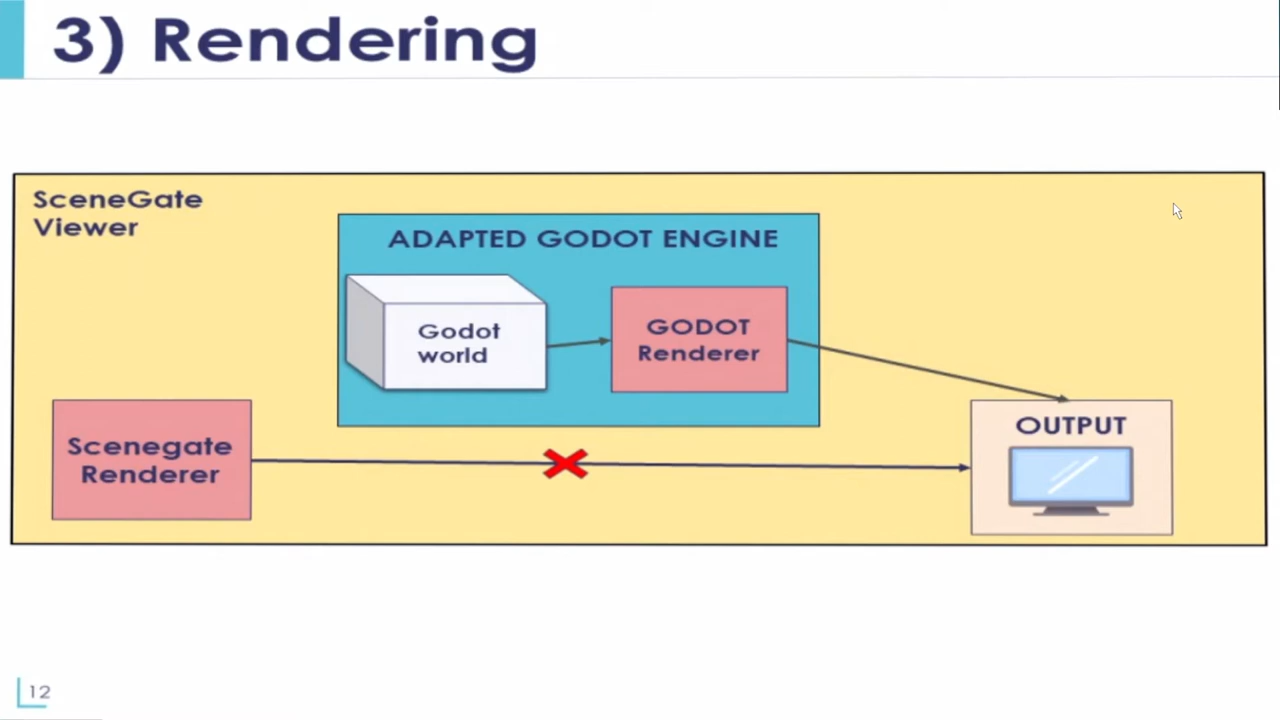 3) Rendering
SceneGate
Viewer
ADAPTED GODOT ENGINE
Godot
world
GODOT
Renderer
Scenegate
Renderer
OUTPUT
12